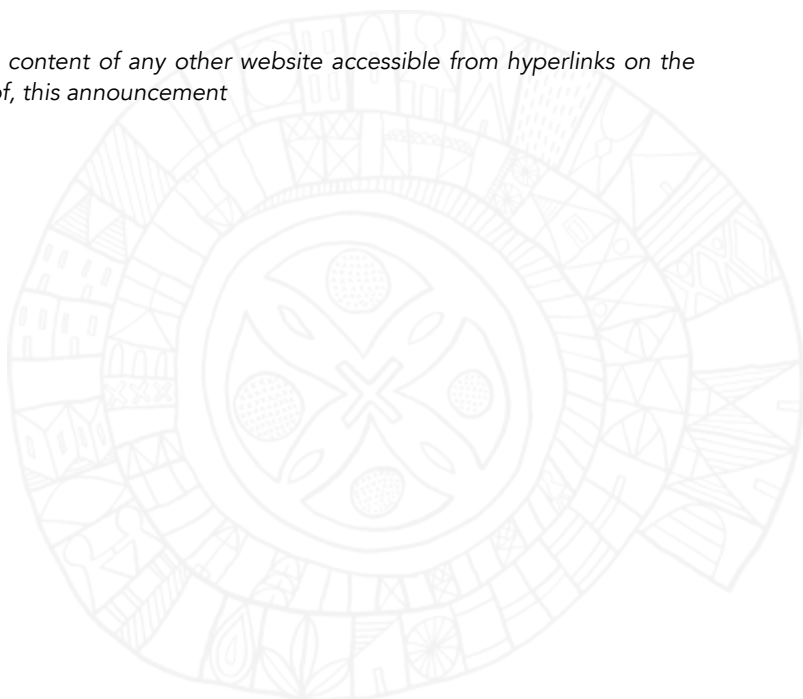 content of any other website accessible from hyperlinks on the
of, this announcement